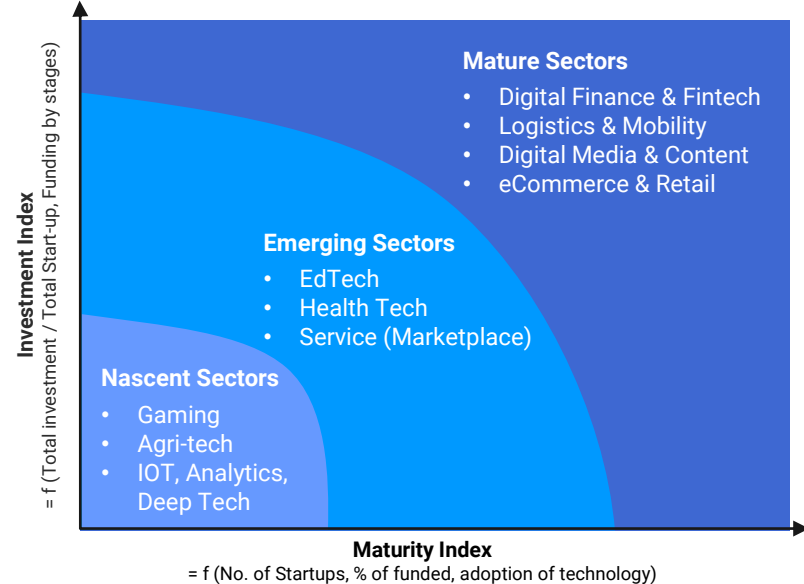 Mature Sectors
• Digital Finance & Fintech
• Logistics & Mobility
• Digital Media & Content
• eCommerce & Retail
Emerging Sectors
• EdTech
• Health Tech
• Service (Marketplace)
Nascent Sectors
• Gaming
• Agri-tech
• IOT, Analytics,
Deep Tech
Investment Index
= f (Total investment / Total Start-up, Funding by stages)
Maturity Index
= f (No. of Startups, % of funded, adoption of technology)